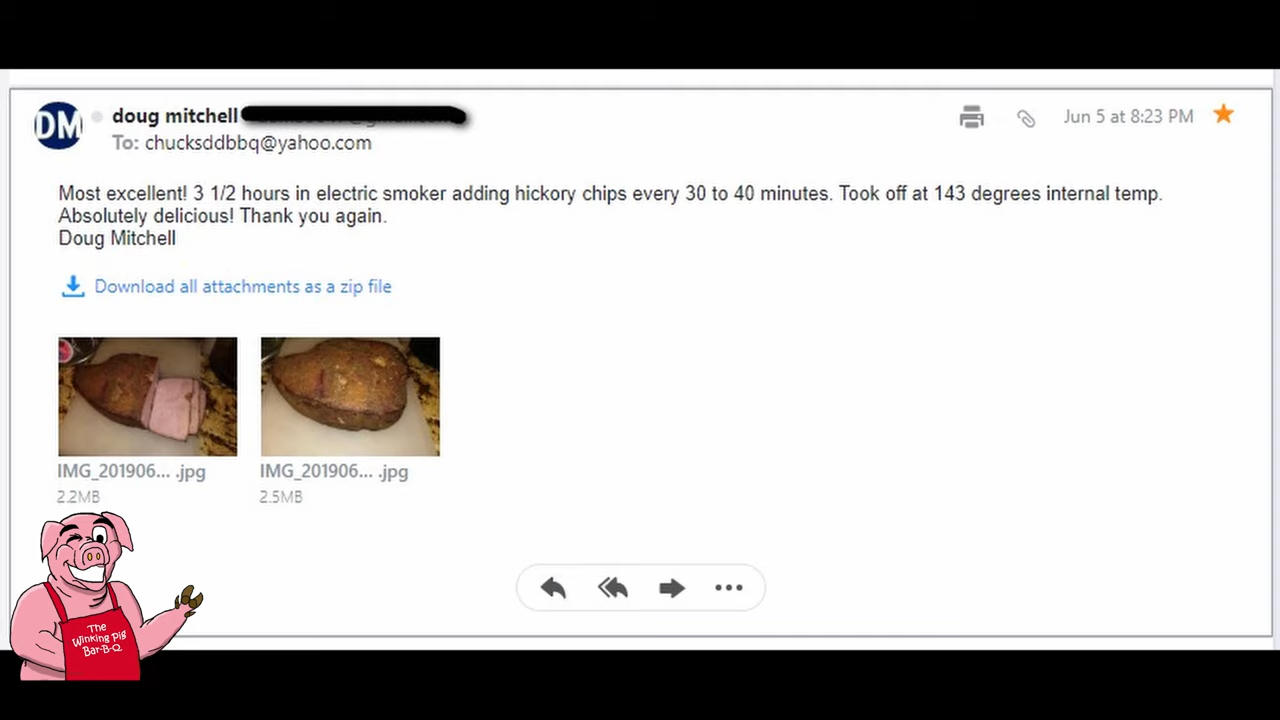 DM
doug mitchell
Jun 5 at 8:23 PM
To: chucksddbbq@yahoo.com
Most excellent! 3 1/2 hours in electric smoker adding hickory chips every 30 to 40 minutes. Took off at 143 degrees internal temp.
Absolutely delicious! Thank you again.
Doug Mitchell
Download all attachments as a zip file
IMG_201906... .jpg
IMG_201906... .jpg
2.2MB
2.5MB
The
Winking Pig
Bar-B-Q